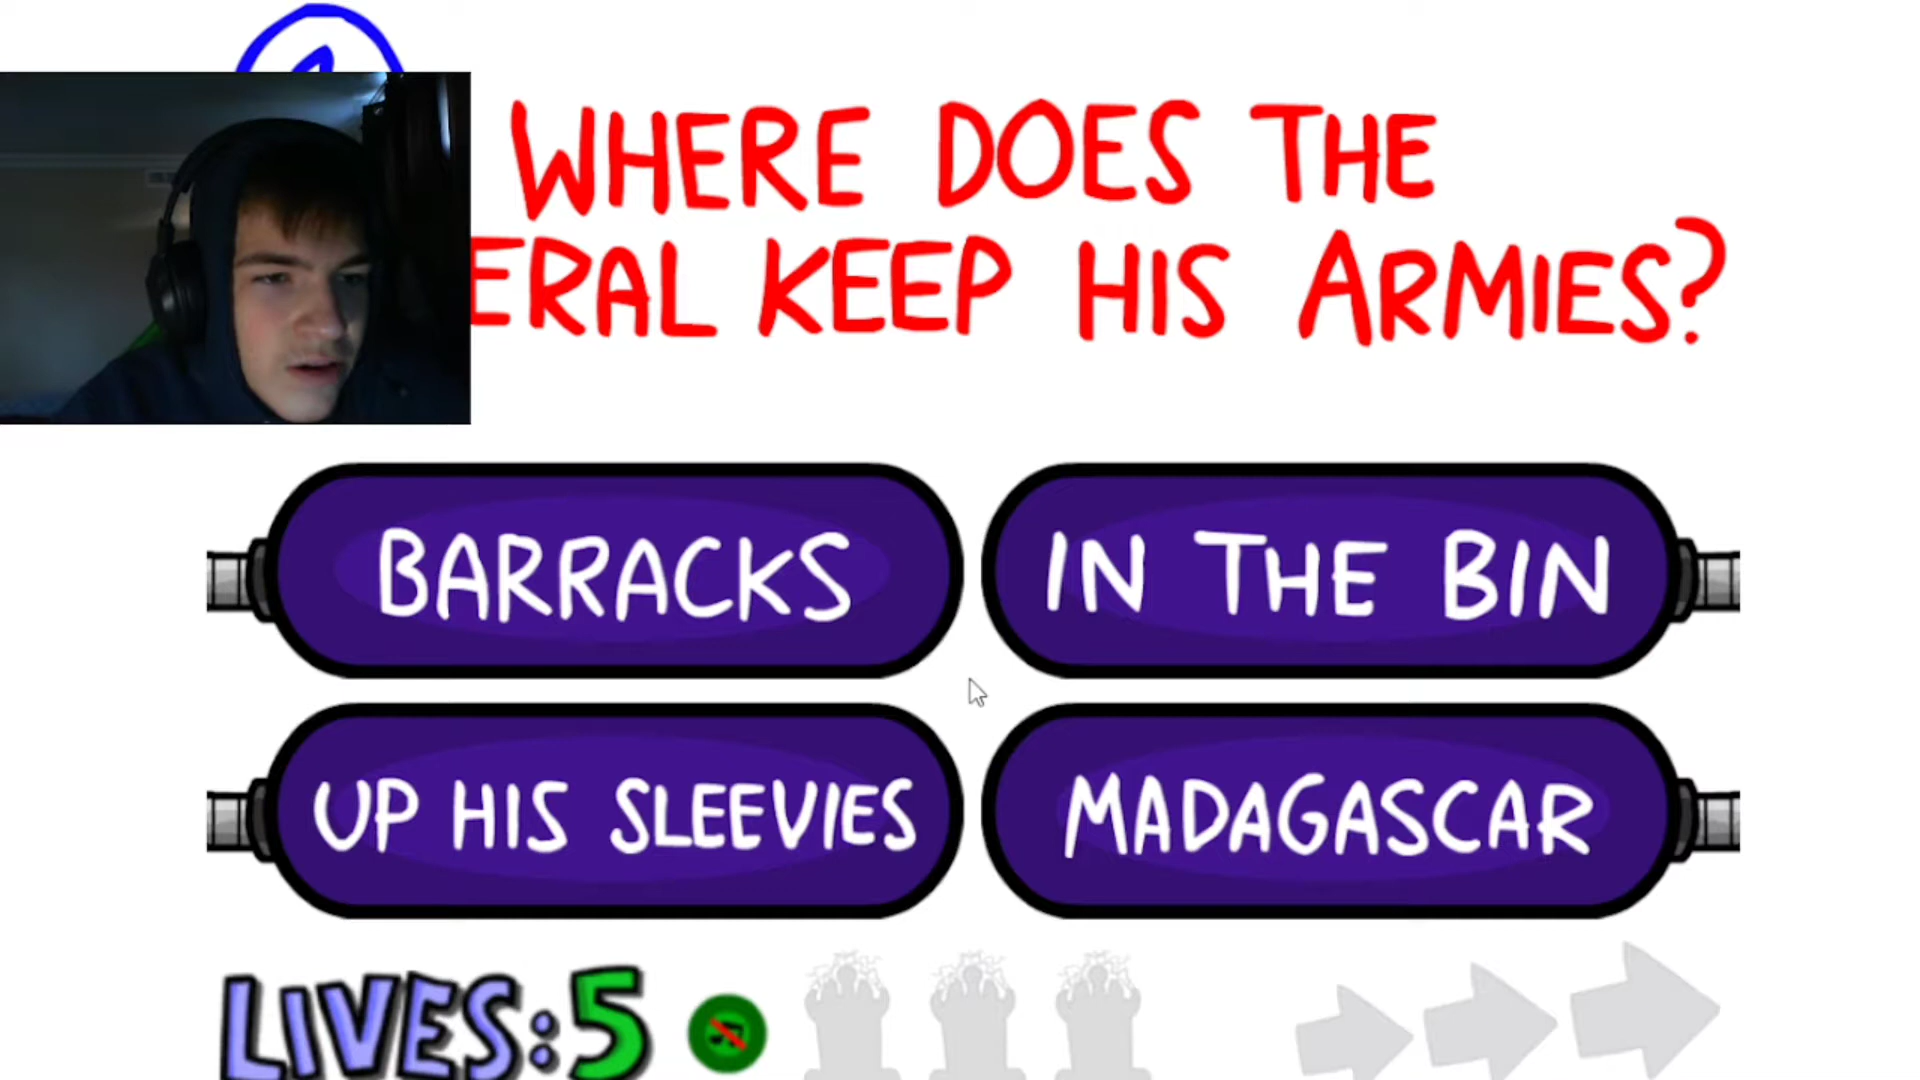 WHERE DOES THE
ERAL KEEP HIS ARMIES?
BARRACKS
IN THE BIN
UP HIS SLEEVIES
MADAGASCAR
LIVES:5